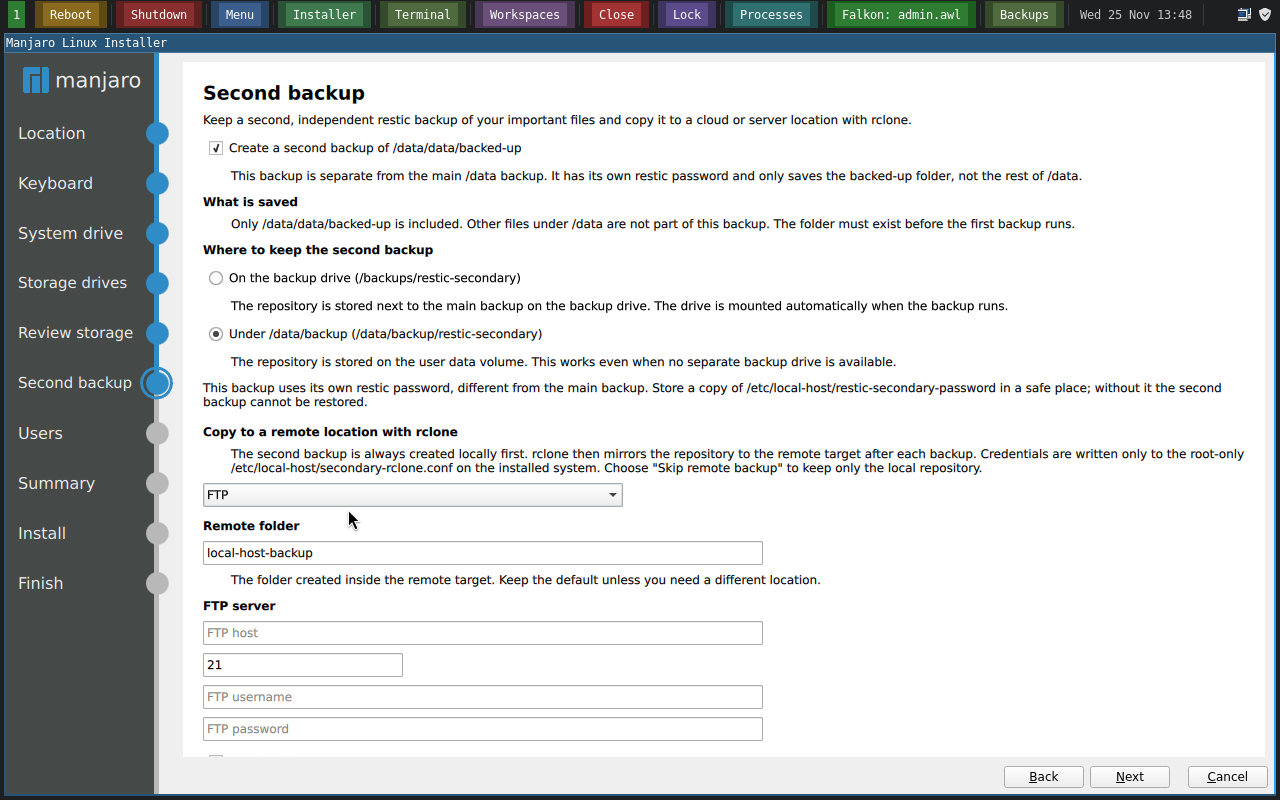 1 Reboot Shutdown Menu Installer Terminal Workspaces Close Lock Processes Falkon: admin.awl Backups Wed 25 Nov 13:48
Manjaro Linux Installer
manjaro
Location
Keyboard
System drive
Storage drives
Review storage
Second backup
Users
Summary
Install
Finish
Second backup
Keep a second, independent restic backup of your important files and copy it to a cloud or server location with rclone.
Create a second backup of /data/data/backed-up
This backup is separate from the main /data backup. It has its own restic password and only saves the backed-up folder, not the rest of /data.
What is saved
Only /data/data/backed-up is included. Other files under /data are not part of this backup. The folder must exist before the first backup runs.
Where to keep the second backup
On the backup drive (/backups/restic-secondary)
The repository is stored next to the main backup on the backup drive. The drive is mounted automatically when the backup runs.
Under /data/backup (/data/backup/restic-secondary)
The repository is stored on the user data volume. This works even when no separate backup drive is available.
This backup uses its own restic password, different from the main backup. Store a copy of /etc/local-host/restic-secondary-password in a safe place; without it the second
backup cannot be restored.
Copy to a remote location with rclone
The second backup is always created locally first. rclone then mirrors the repository to the remote target after each backup. Credentials are written only to the root-only
/etc/local-host/secondary-rclone.conf on the installed system. Choose "Skip remote backup" to keep only the local repository.
FTP
Remote folder
local-host-backup
The folder created inside the remote target. Keep the default unless you need a different location.
FTP server
FTP host
21
FTP username
FTP password
Back Next Cancel